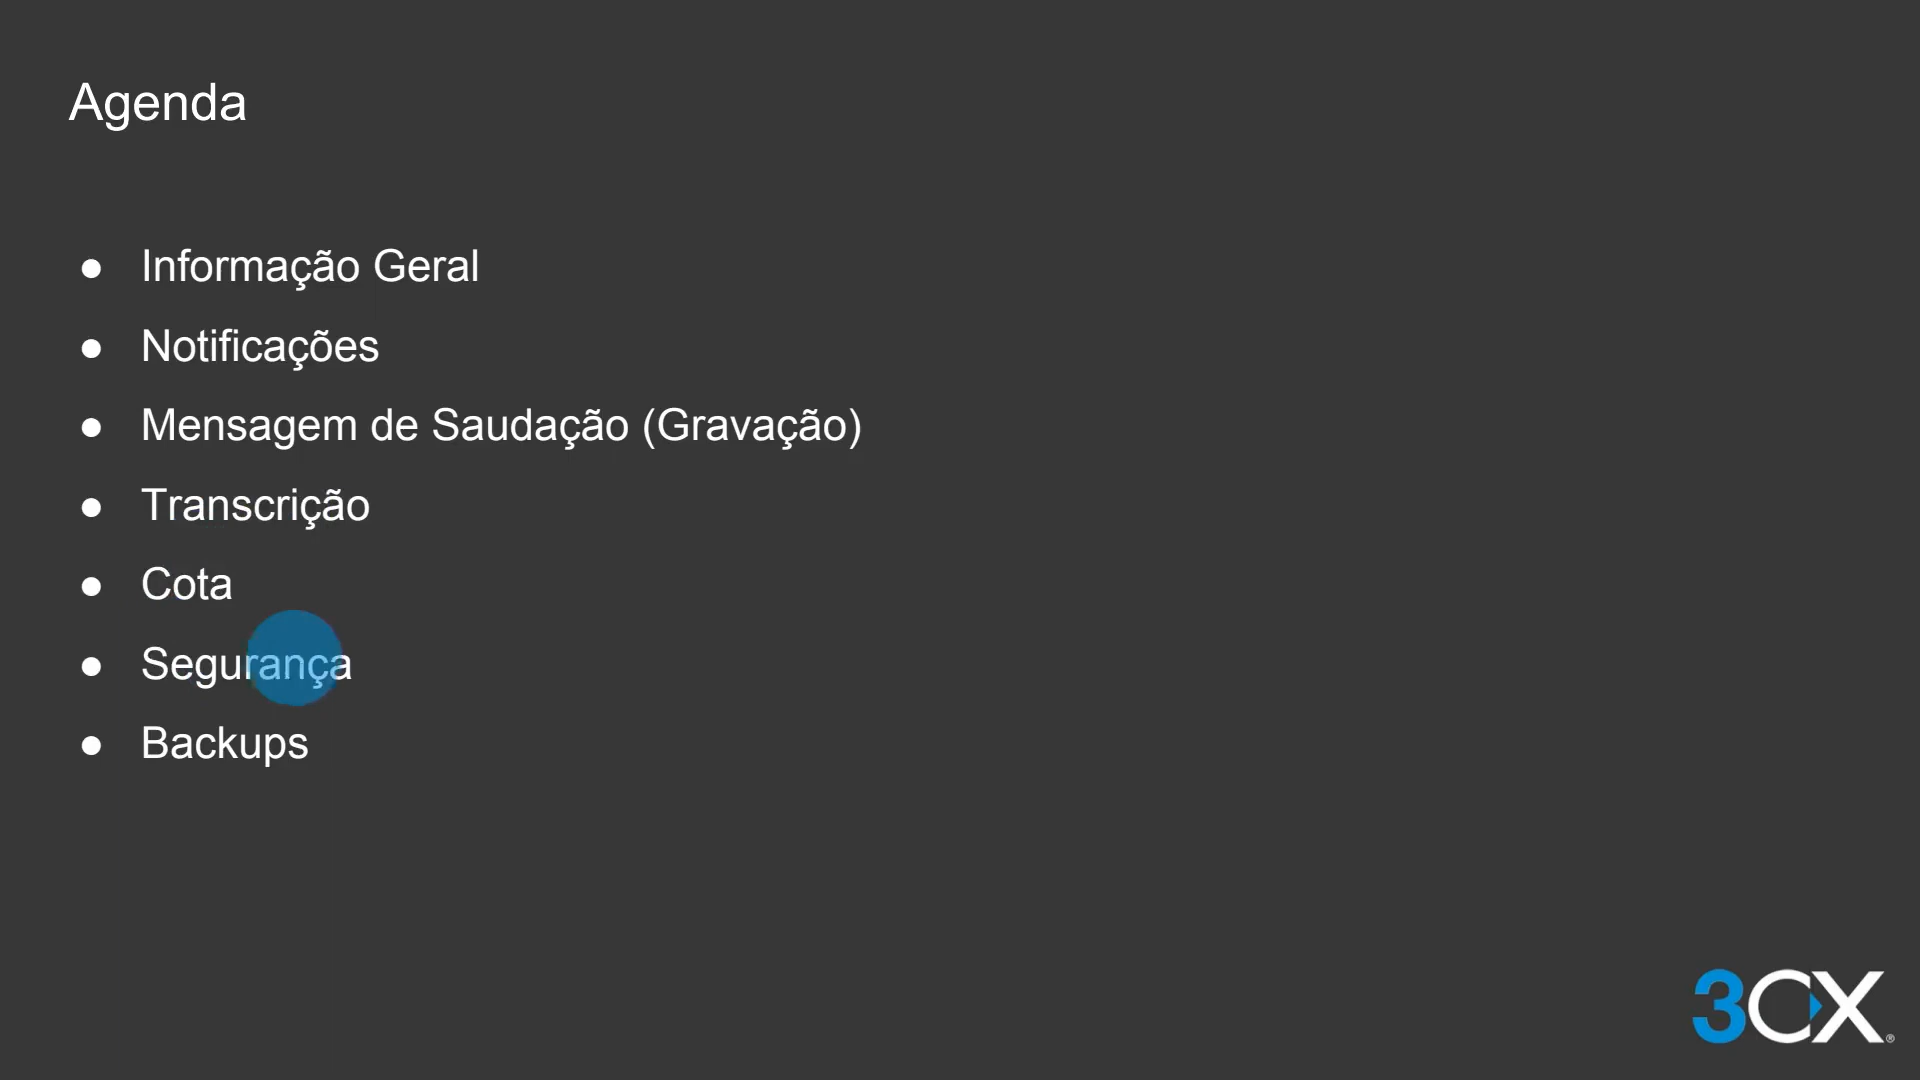 Agenda
● Informação Geral
● Notificações
● Mensagem de Saudação (Gravação)
● Transcrição
● Cota
● Segurança
● Backups
3CX®